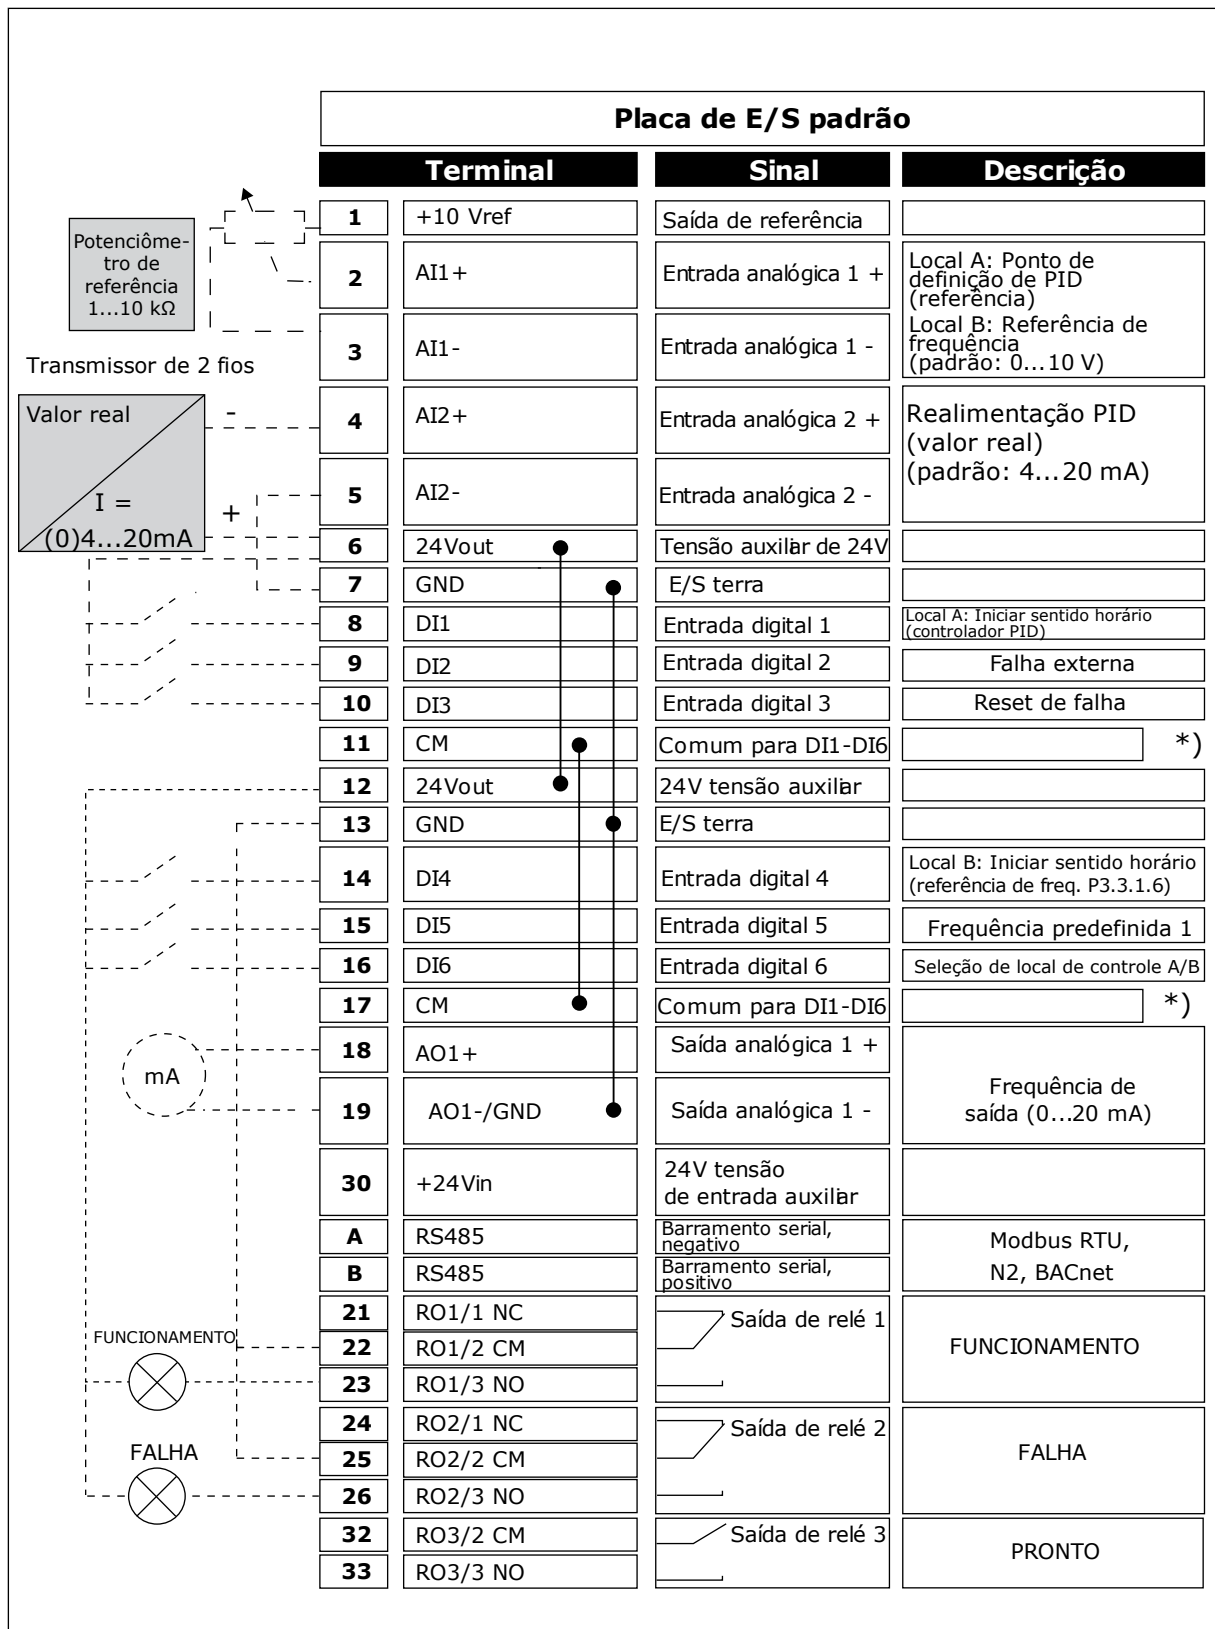 Placa de E/S padrão
Terminal Sinal Descrição
Potenciôme-
tro de
referência
1...10 kΩ
1 +10 Vref Saída de referência
2 AI1+ Entrada analógica 1 +
3 AI1- Entrada analógica 1 -
Local A: Ponto de
definição de PID
(referência)
Local B: Referência de
frequência
(padrão: 0...10 V)
Transmissor de 2 fios
Valor real
I =
(0)4...20mA
-
+
4 AI2+ Entrada analógica 2 +
5 AI2- Entrada analógica 2 -
Realimentação PID
(valor real)
(padrão: 4...20 mA)
6 24Vout Tensão auxiliar de 24V
7 GND E/S terra
8 DI1 Entrada digital 1
Local A: Iniciar sentido horário
(controlador PID)
9 DI2 Entrada digital 2 Falha externa
10 DI3 Entrada digital 3 Reset de falha
11 CM Comum para DI1-DI6 *)
12 24Vout 24V tensão auxiliar
13 GND E/S terra
14 DI4 Entrada digital 4
Local B: Iniciar sentido horário
(referência de freq. P3.3.1.6)
15 DI5 Entrada digital 5 Frequência predefinida 1
16 DI6 Entrada digital 6 Seleção de local de controle A/B
17 CM Comum para DI1-DI6 *)
mA
18 AO1+ Saída analógica 1 +
19 AO1-/GND Saída analógica 1 -
Frequência de
saída (0...20 mA)
30 +24Vin
24V tensão
de entrada auxiliar
A RS485
Barramento serial,
negativo
B RS485
Barramento serial,
positivo
Modbus RTU,
N2, BACnet
21 RO1/1 NC
22 RO1/2 CM
23 RO1/3 NO
Saída de relé 1
FUNCIONAMENTO
FUNCIONAMENTO
24 RO2/1 NC
25 RO2/2 CM
26 RO2/3 NO
Saída de relé 2
FALHA
FALHA
32 RO3/2 CM
33 RO3/3 NO
Saída de relé 3
PRONTO